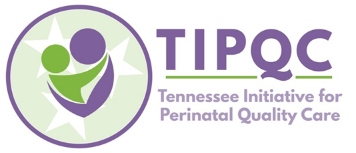 TIPQC
Tennessee Initiative for
Perinatal Quality Care